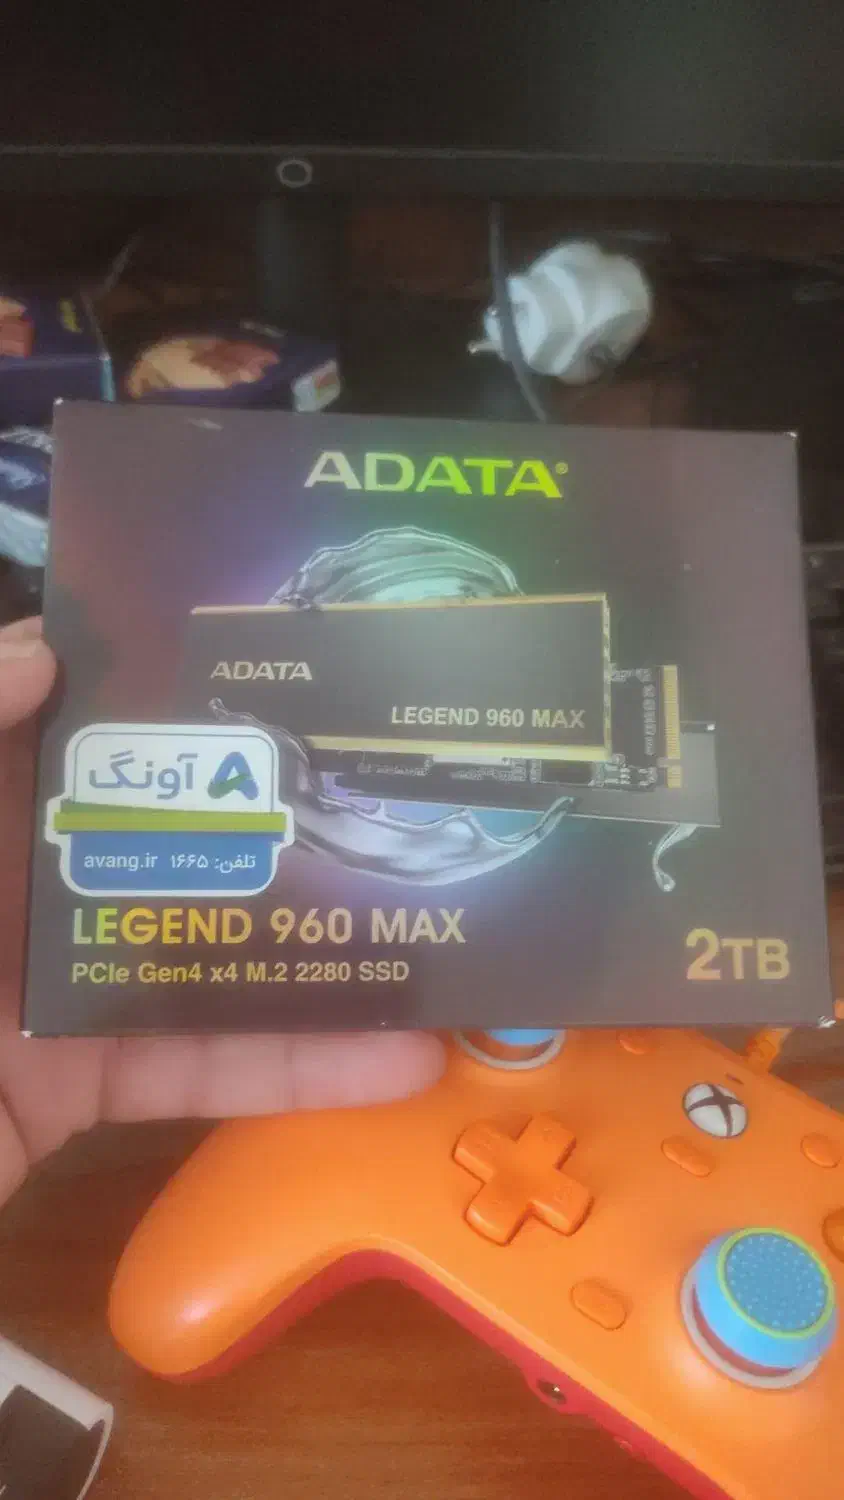 ADATA®
ADATA
LEGEND 960 MAX
آونگ
تلفن: ۱۶۶۵ avang.ir
LEGEND 960 MAX
PCIe Gen4 x4 M.2 2280 SSD
2TB